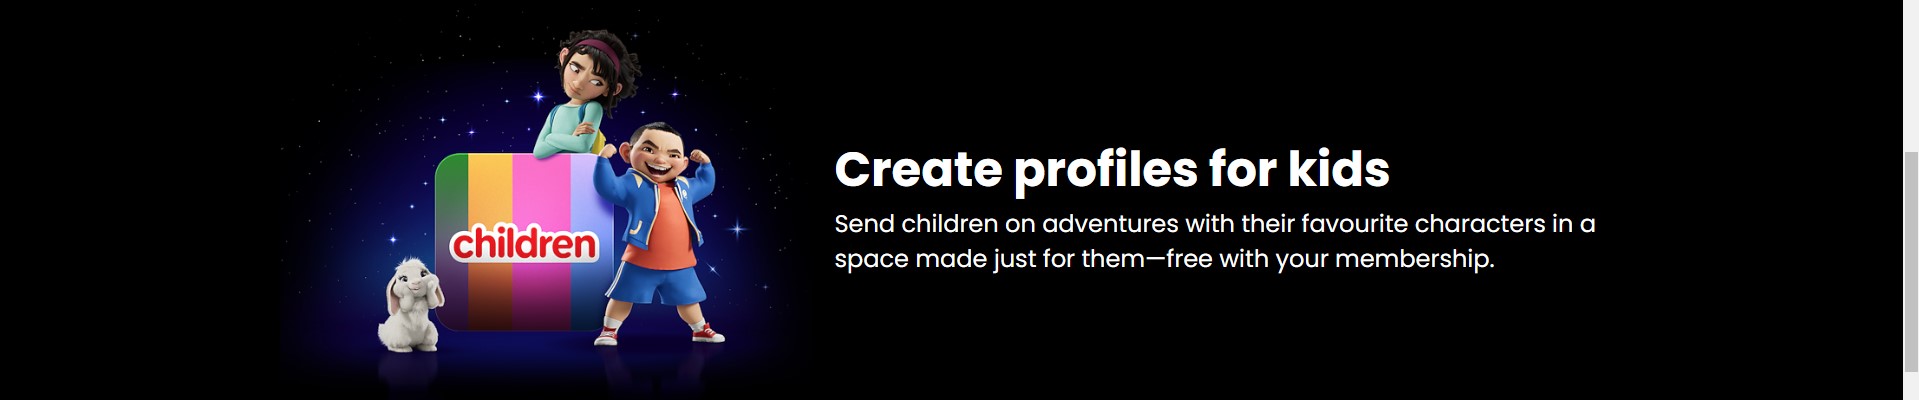 children
Create profiles for kids
Send children on adventures with their favourite characters in a
space made just for them—free with your membership.